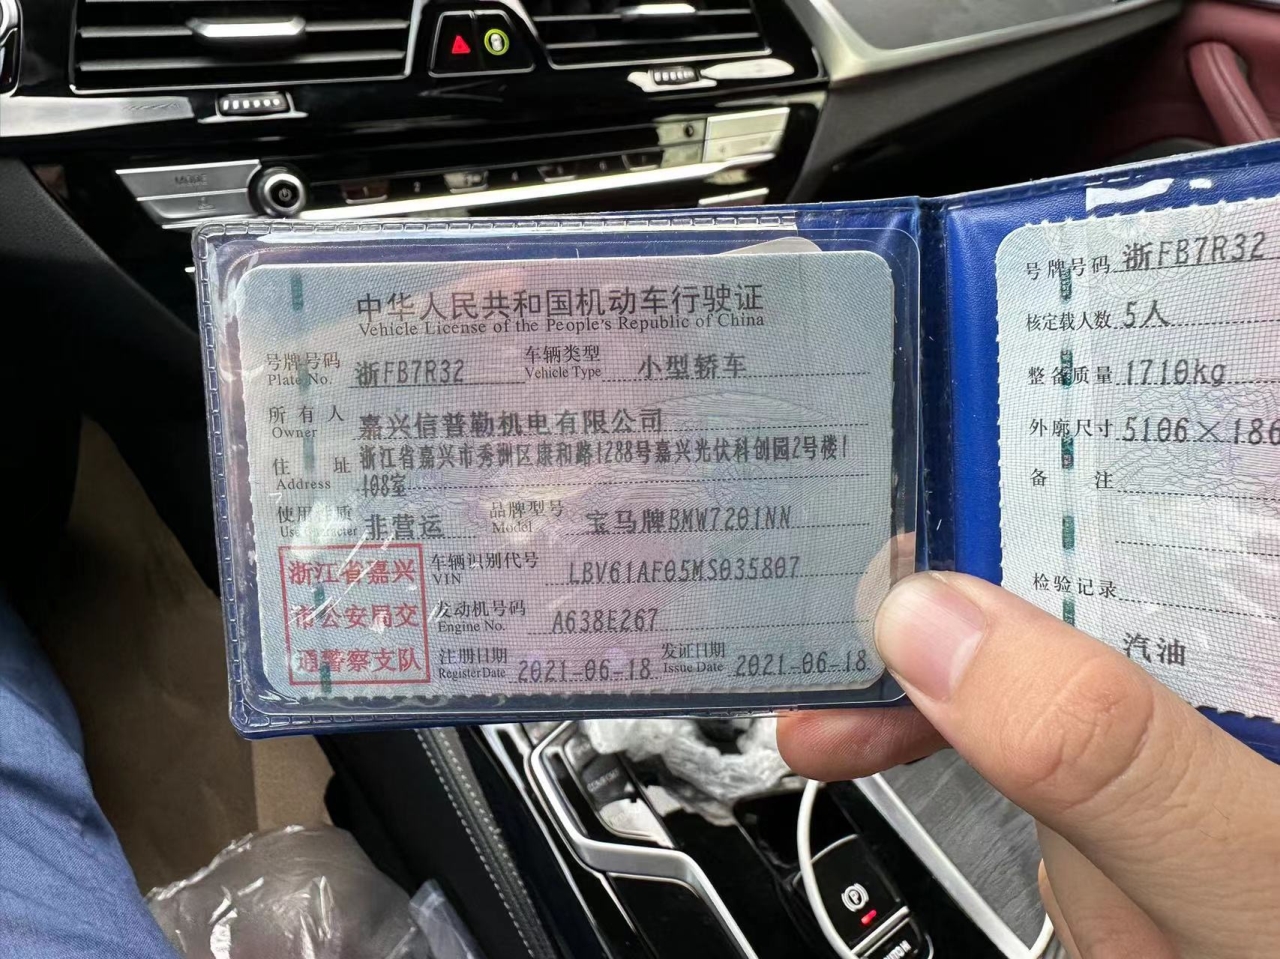 中华人民共和国机动车行驶证
Vehicle License of the People's Republic of China
号牌号码 浙FB7R32 车辆类型 小型轿车
Plate No. Vehicle Type
所有人 嘉兴信普勤机电有限公司
Owner
住址 浙江省嘉兴市秀洲区康和路1288号嘉兴光伏科创园2号楼1
Address 108室
使用性质 非营运 品牌型号 宝马牌BMW7201NN
Use Character Model
浙江省嘉兴
市公安局交
通警察支队
车辆识别代号 LBV61AF05MS035807
VIN
发动机号码 A638E267
Engine No.
注册日期 2021-06-18 发证日期 2021-06-18
Register Date Issue Date
号牌号码 浙FB7R32
核定载人数 5人
整备质量 1710kg
外廓尺寸 5106×186
备注
检验记录
汽油
P